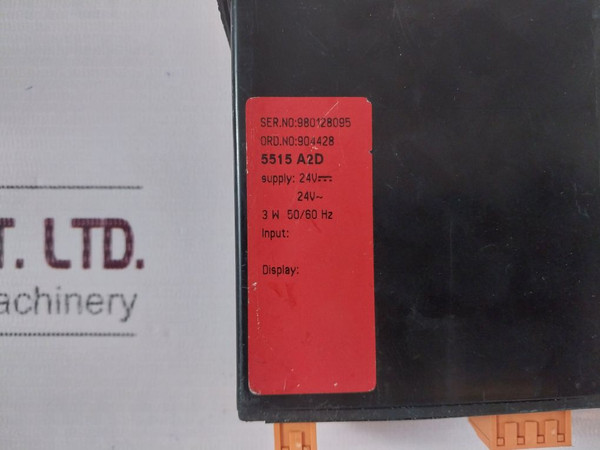 SER.NO:980128095
ORD.NO:904428
5515 A2D
supply: 24V⎓
24V~
3 W 50/60 Hz
Input:
Display:
T. LTD.
achinery